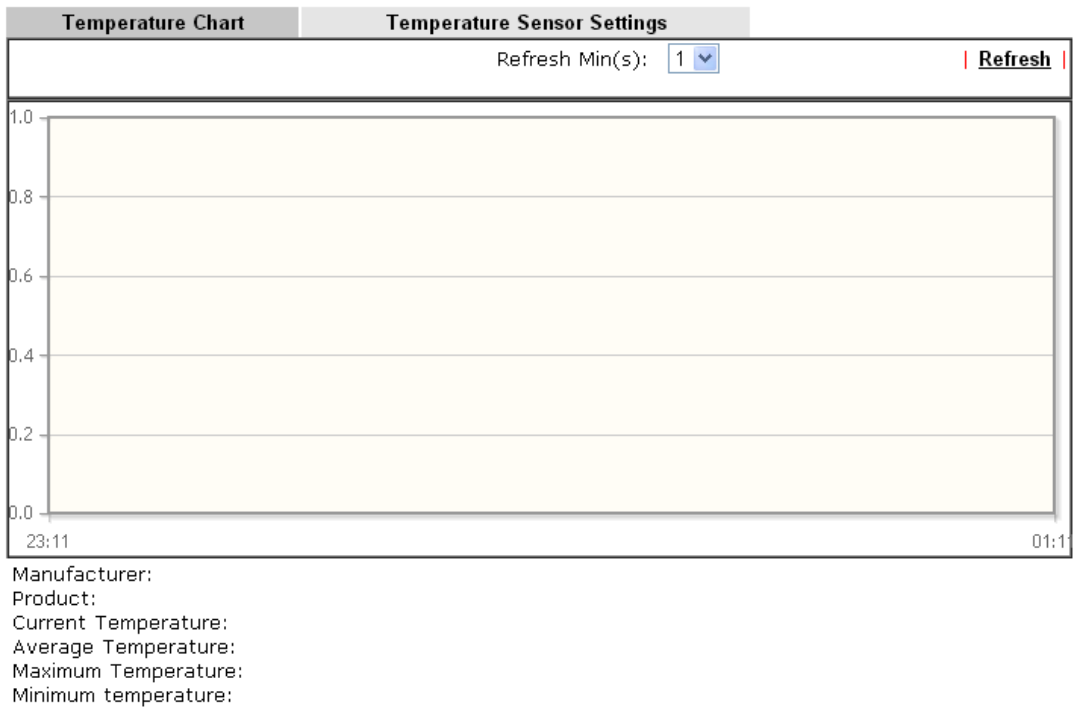 Temperature Chart Temperature Sensor Settings
Refresh Min(s): 1 | Refresh |
1.0
0.8
0.6
0.4
0.2
0.0
23:11 01:11
Manufacturer:
Product:
Current Temperature:
Average Temperature:
Maximum Temperature:
Minimum temperature: